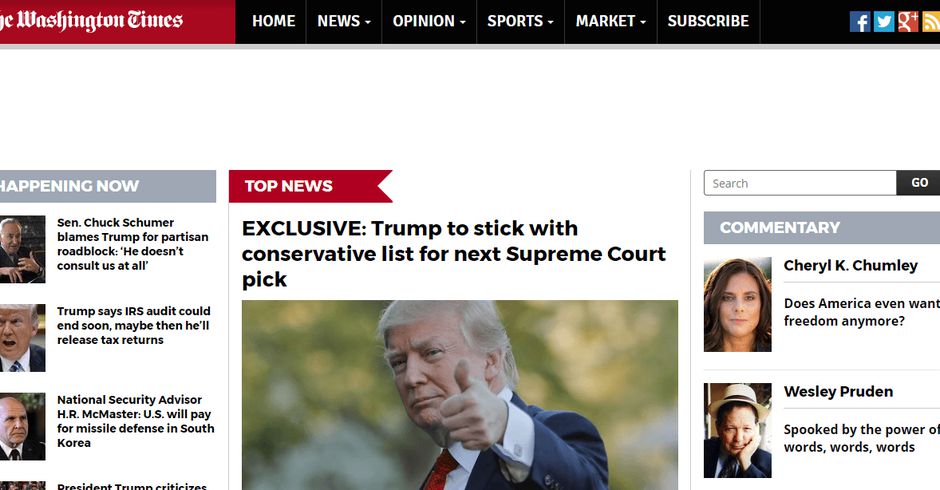 The Washington Times
HOME NEWS OPINION SPORTS MARKET SUBSCRIBE
HAPPENING NOW
Sen. Chuck Schumer
blames Trump for partisan
roadblock: ‘He doesn’t
consult us at all’
Trump says IRS audit could
end soon, maybe then he’ll
release tax returns
National Security Advisor
H.R. McMaster: U.S. will pay
for missile defense in South
Korea
President Trump criticizes
TOP NEWS
EXCLUSIVE: Trump to stick with
conservative list for next Supreme Court
pick
Search GO
COMMENTARY
Cheryl K. Chumley
Does America even want
freedom anymore?
Wesley Pruden
Spooked by the power of
words, words, words